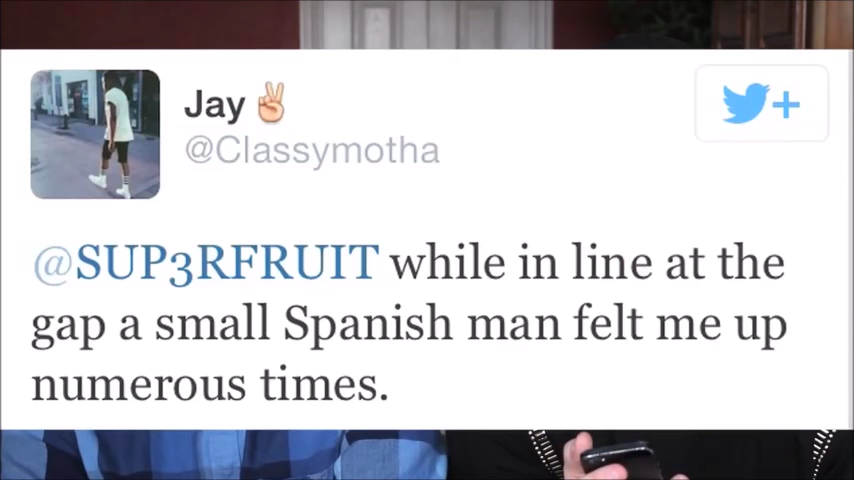 Jay ✌
@Classymotha
@SUP3RFRUIT while in line at the
gap a small Spanish man felt me up
numerous times.